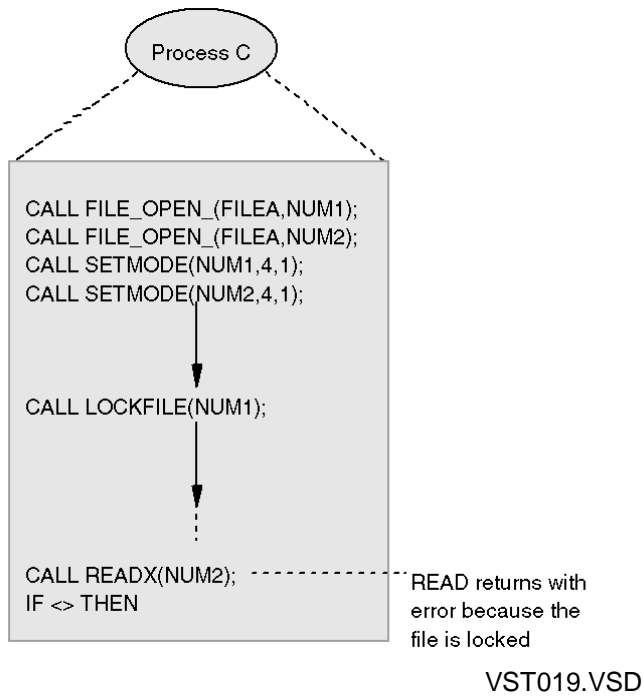 Process C
CALL FILE_OPEN_(FILEA,NUM1);
CALL FILE_OPEN_(FILEA,NUM2);
CALL SETMODE(NUM1,4,1);
CALL SETMODE(NUM2,4,1);
CALL LOCKFILE(NUM1);
CALL READX(NUM2);
IF <> THEN
READ returns with
error because the
file is locked
VST019.VSD